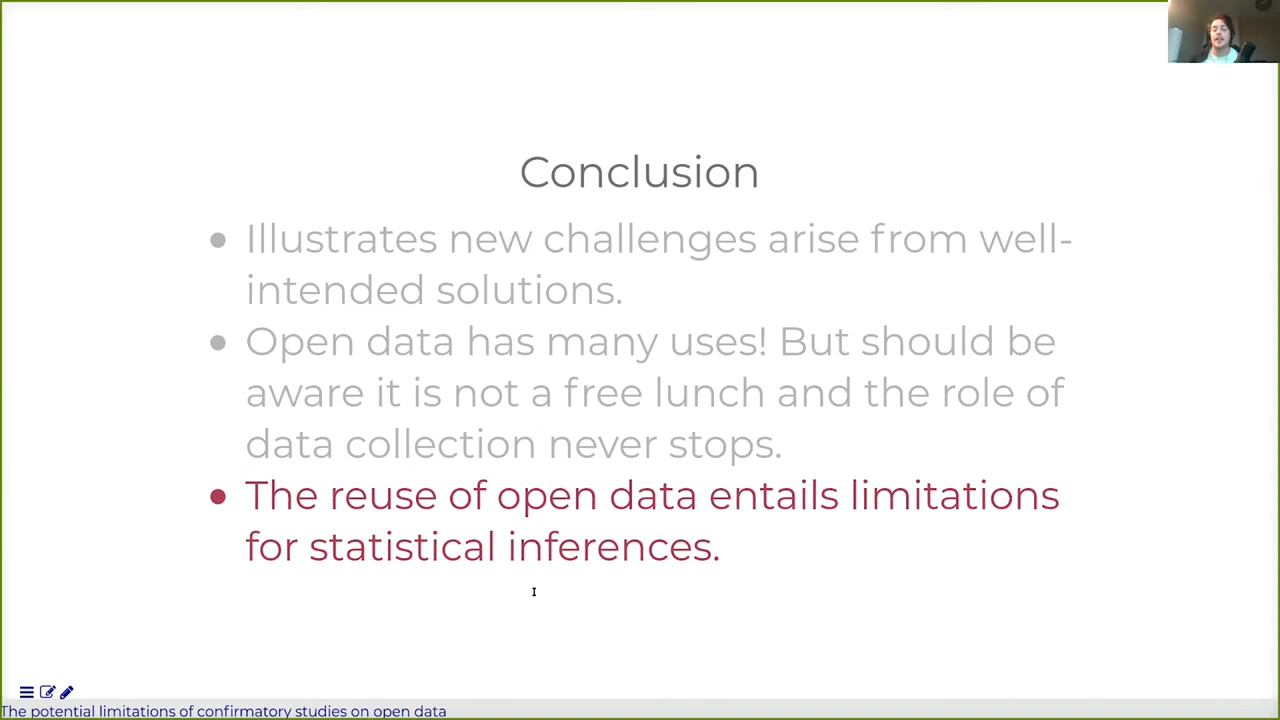 Conclusion
Illustrates new challenges arise from well-
intended solutions.
Open data has many uses! But should be
aware it is not a free lunch and the role of
data collection never stops.
The reuse of open data entails limitations
for statistical inferences.
The potential limitations of confirmatory studies on open data